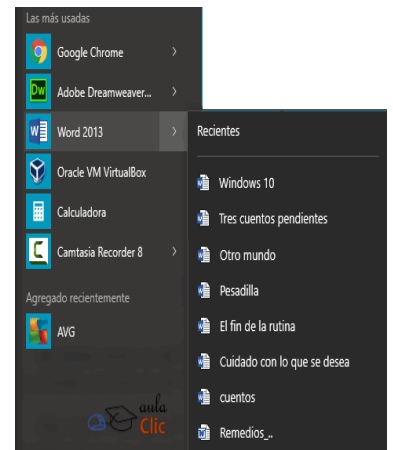 Las más usadas
Google Chrome
Dw
Adobe Dreamweaver...
Word 2013
Oracle VM VirtualBox
Calculadora
Camtasia Recorder 8
Agregado recientemente
AVG
aula
Clic
Recientes
Windows 10
Tres cuentos pendientes
Otro mundo
Pesadilla
El fin de la rutina
Cuidado con lo que se desea
cuentos
Remedios_..